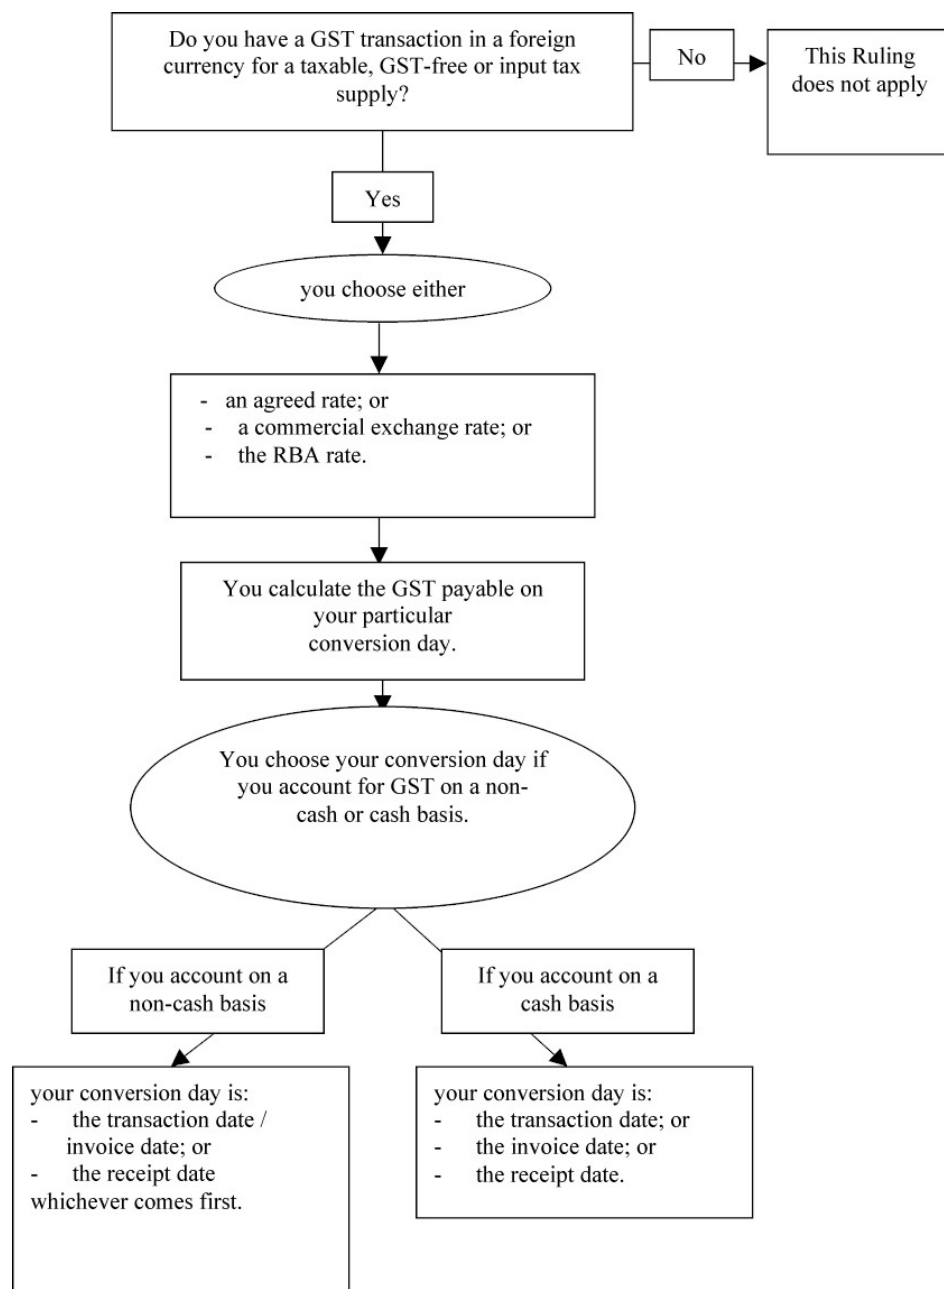 Do you have a GST transaction in a foreign
currency for a taxable, GST-free or input tax
supply?
No
This Ruling
does not apply
Yes
you choose either
- an agreed rate; or
- a commercial exchange rate; or
- the RBA rate.
You calculate the GST payable on
your particular
conversion day.
You choose your conversion day if
you account for GST on a non-
cash or cash basis.
If you account on a
non-cash basis
If you account on a
cash basis
your conversion day is:
- the transaction date /
invoice date; or
- the receipt date
whichever comes first.
your conversion day is:
- the transaction date; or
- the invoice date; or
- the receipt date.